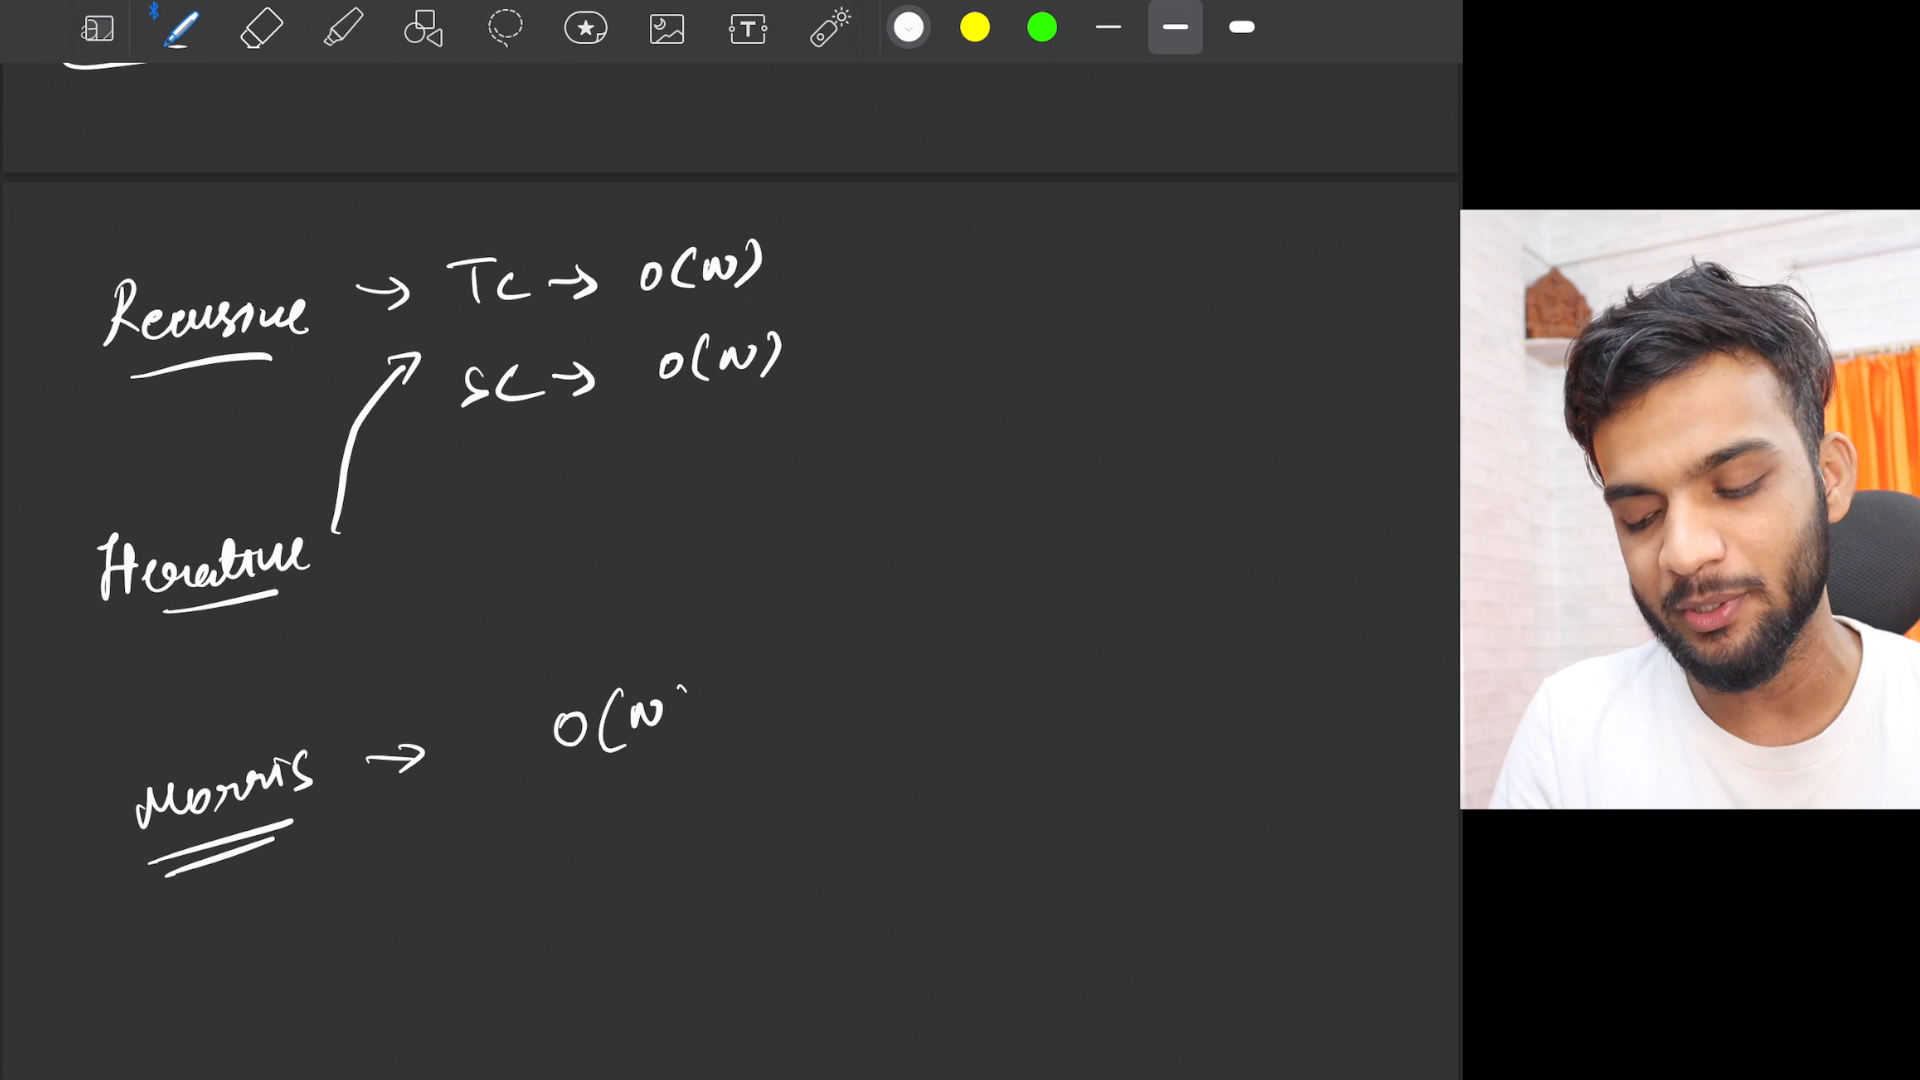 Recursive → TC → O(N)
SC → O(N)
Iterative
Morris → O(N